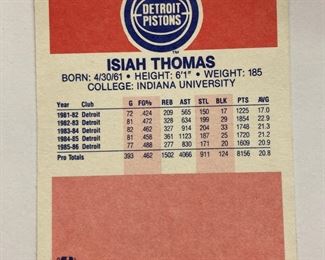 DETROIT
PISTONS
TM
ISIAH THOMAS
BORN: 4/30/61 • HEIGHT: 6'1" • WEIGHT: 185
COLLEGE: INDIANA UNIVERSITY
Year Club G FG% REB AST STL BLK PTS AVG
1981-82 Detroit 72 .424 209 565 150 17 1225 17.0
1982-83 Detroit 81 .472 328 634 199 29 1854 22.9
1983-84 Detroit 82 .462 327 914 204 33 1748 21.3
1984-85 Detroit 81 .458 361 1123 187 25 1720 21.2
1985-86 Detroit 77 .488 277 830 171 20 1609 20.9
Pro Totals 393 .462 1502 4066 911 124 8156 20.8